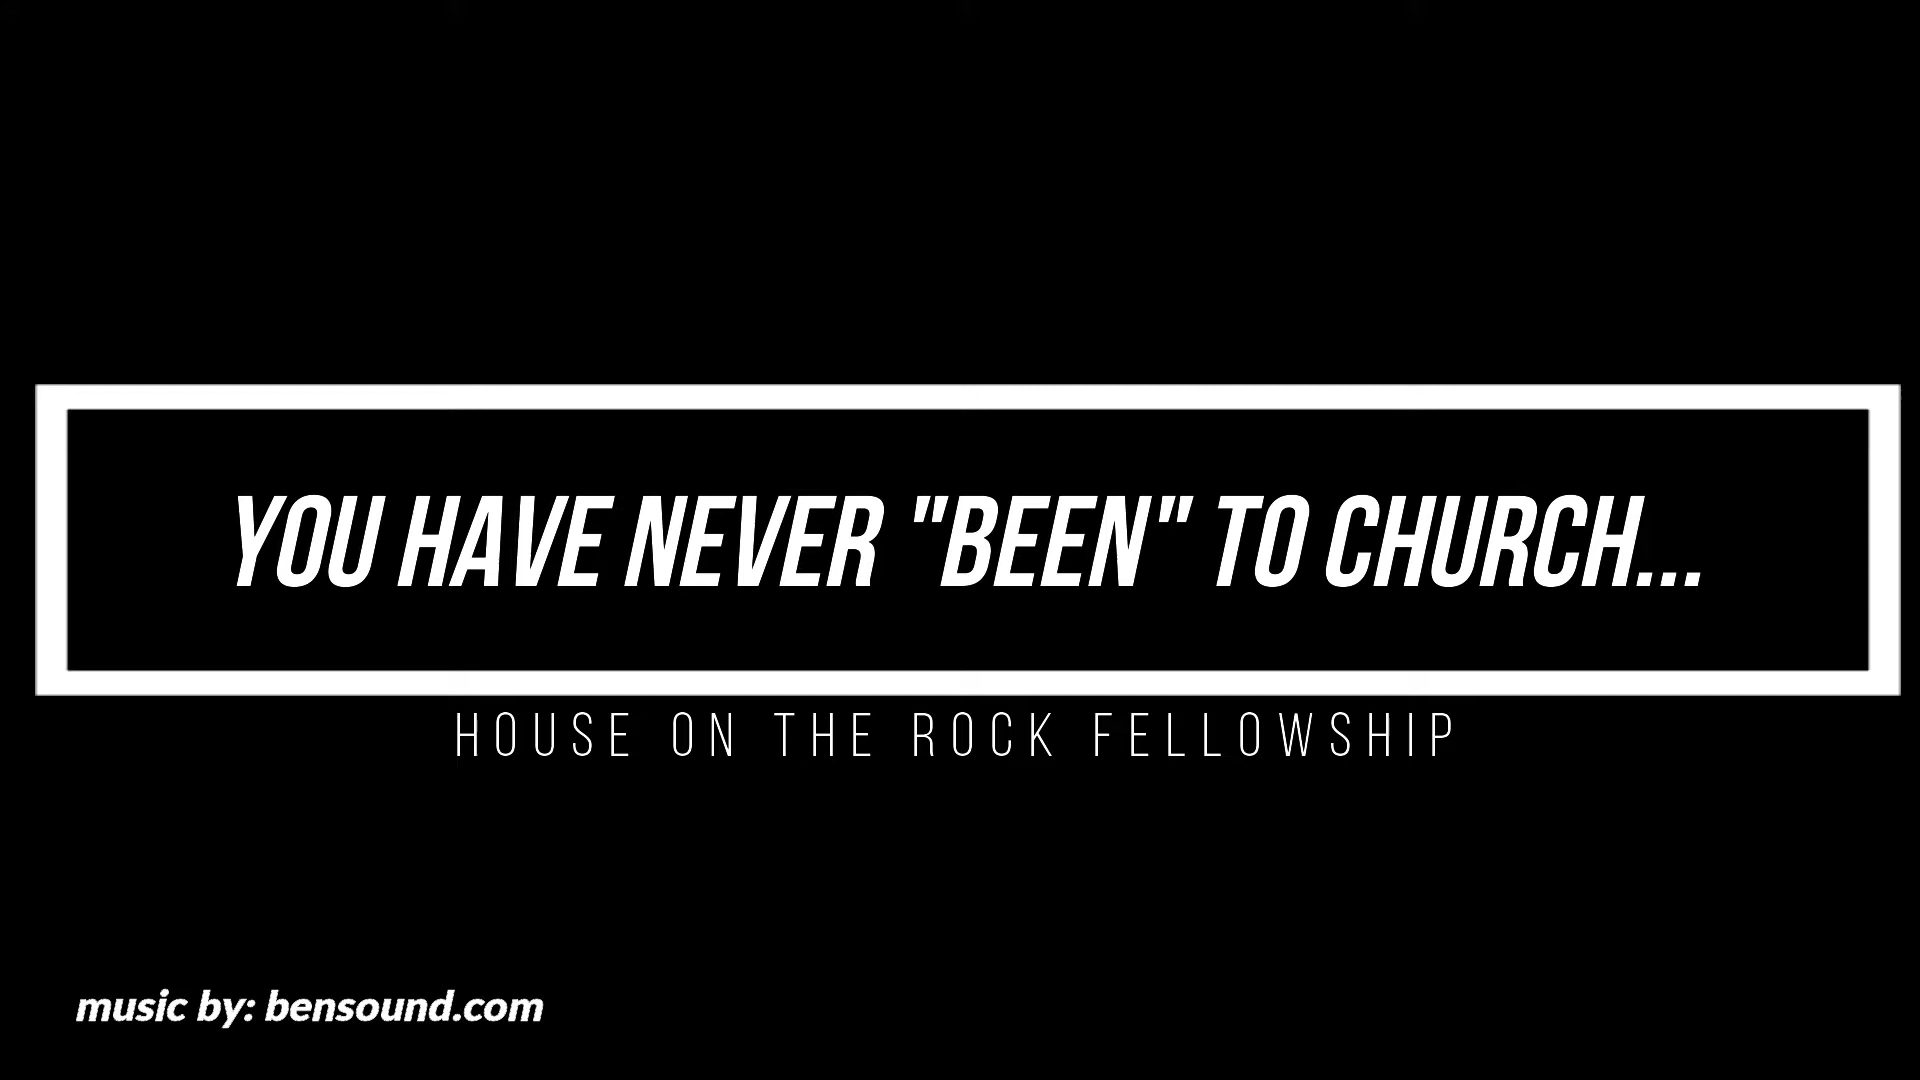 YOU HAVE NEVER "BEEN" TO CHURCH...
HOUSE ON THE ROCK FELLOWSHIP
music by: bensound.com